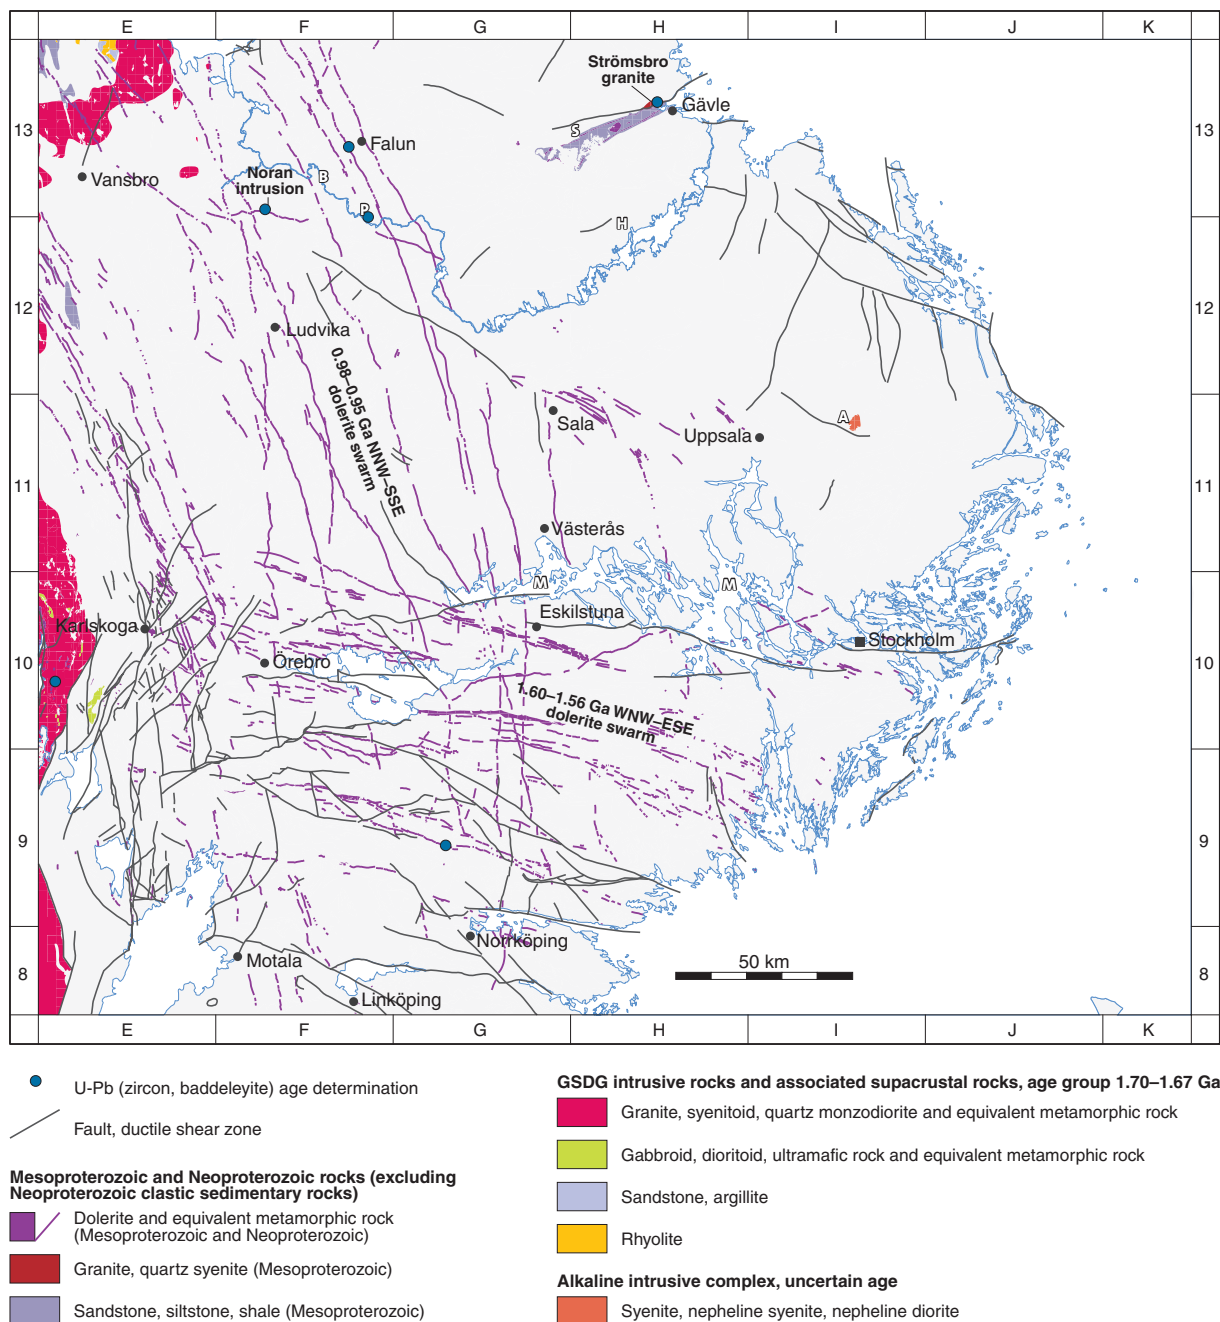 E F G H I J K
Strömsbro
granite
13
S
Gävle
13
Falun
Vansbro
Noran
intrusion
B
P
H
12
Ludvika
12
0.98–0.95 Ga NNW–SSE
dolerite swarm
Sala
Uppsala
A
11
11
Västerås
M
M
Eskilstuna
Karlskoga
Stockholm
10
Örebro
10
1.60–1.56 Ga WNW–ESE
dolerite swarm
9
9
Norrköping
Motala
50 km
8
8
Linköping
E F G H I J K
U-Pb (zircon, baddeleyite) age determination
Fault, ductile shear zone
Mesoproterozoic and Neoproterozoic rocks (excluding
Neoproterozoic clastic sedimentary rocks)
Dolerite and equivalent metamorphic rock
(Mesoproterozoic and Neoproterozoic)
Granite, quartz syenite (Mesoproterozoic)
Sandstone, siltstone, shale (Mesoproterozoic)
GSDG intrusive rocks and associated supacrustal rocks, age group 1.70–1.67 Ga
Granite, syenitoid, quartz monzodiorite and equivalent metamorphic rock
Gabbroid, dioritoid, ultramafic rock and equivalent metamorphic rock
Sandstone, argillite
Rhyolite
Alkaline intrusive complex, uncertain age
Syenite, nepheline syenite, nepheline diorite